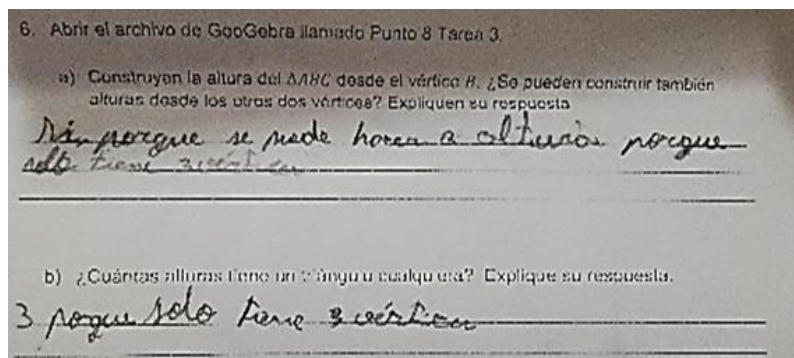 6. Abrir el archivo de GeoGebra llamado Punto 8 Tarea 3.
a) Construyan la altura del ΔABC desde el vértice B. ¿Se pueden construir también
alturas desde los otros dos vértices? Expliquen su respuesta
porque se puede hacer a alturas porque
solo tiene 3 vértices
b) ¿Cuántas alturas tiene un triángulo cualquiera? Explique su respuesta.
3 porque solo tiene 3 vértices